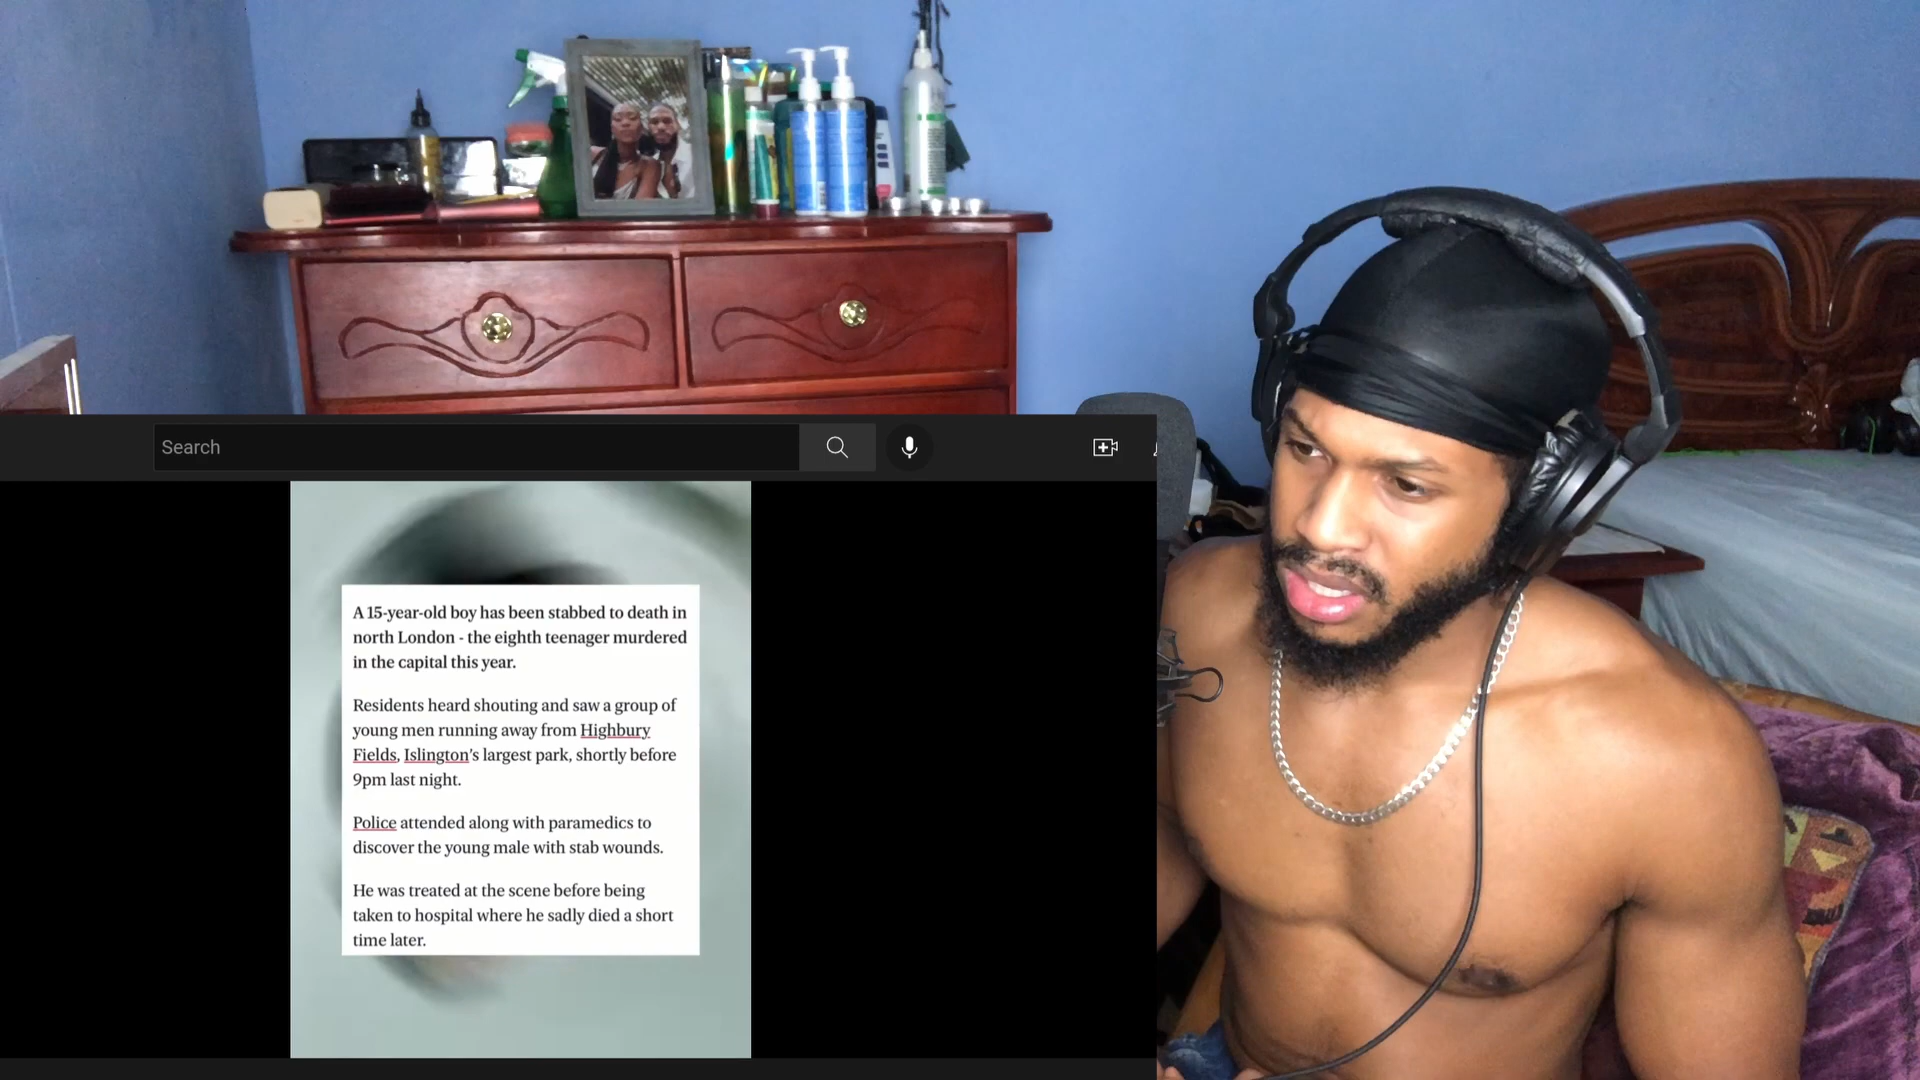 Search
A 15-year-old boy has been stabbed to death in
north London - the eighth teenager murdered
in the capital this year.
Residents heard shouting and saw a group of
young men running away from Highbury
Fields, Islington's largest park, shortly before
9pm last night.
Police attended along with paramedics to
discover the young male with stab wounds.
He was treated at the scene before being
taken to hospital where he sadly died a short
time later.